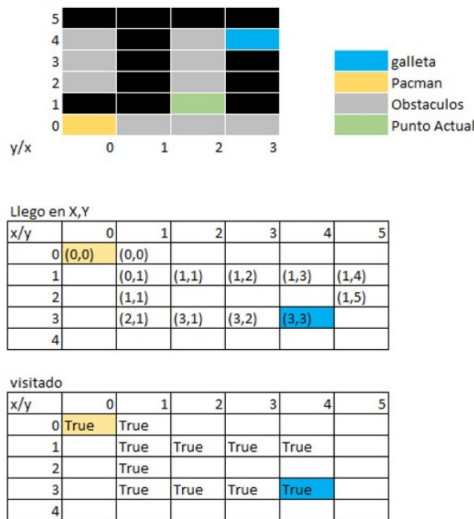 5
4
3 galleta
2 Pacman
1 Obstaculos
0 Punto Actual
y/x 0 1 2 3
Llego en X,Y
x/y 0 1 2 3 4 5
0 (0,0) (0,0)
1 (0,1) (1,1) (1,2) (1,3) (1,4)
2 (1,1) (1,5)
3 (2,1) (3,1) (3,2) (3,3)
4
visitado
x/y 0 1 2 3 4 5
0 True True
1 True True True True
2 True
3 True True True True
4